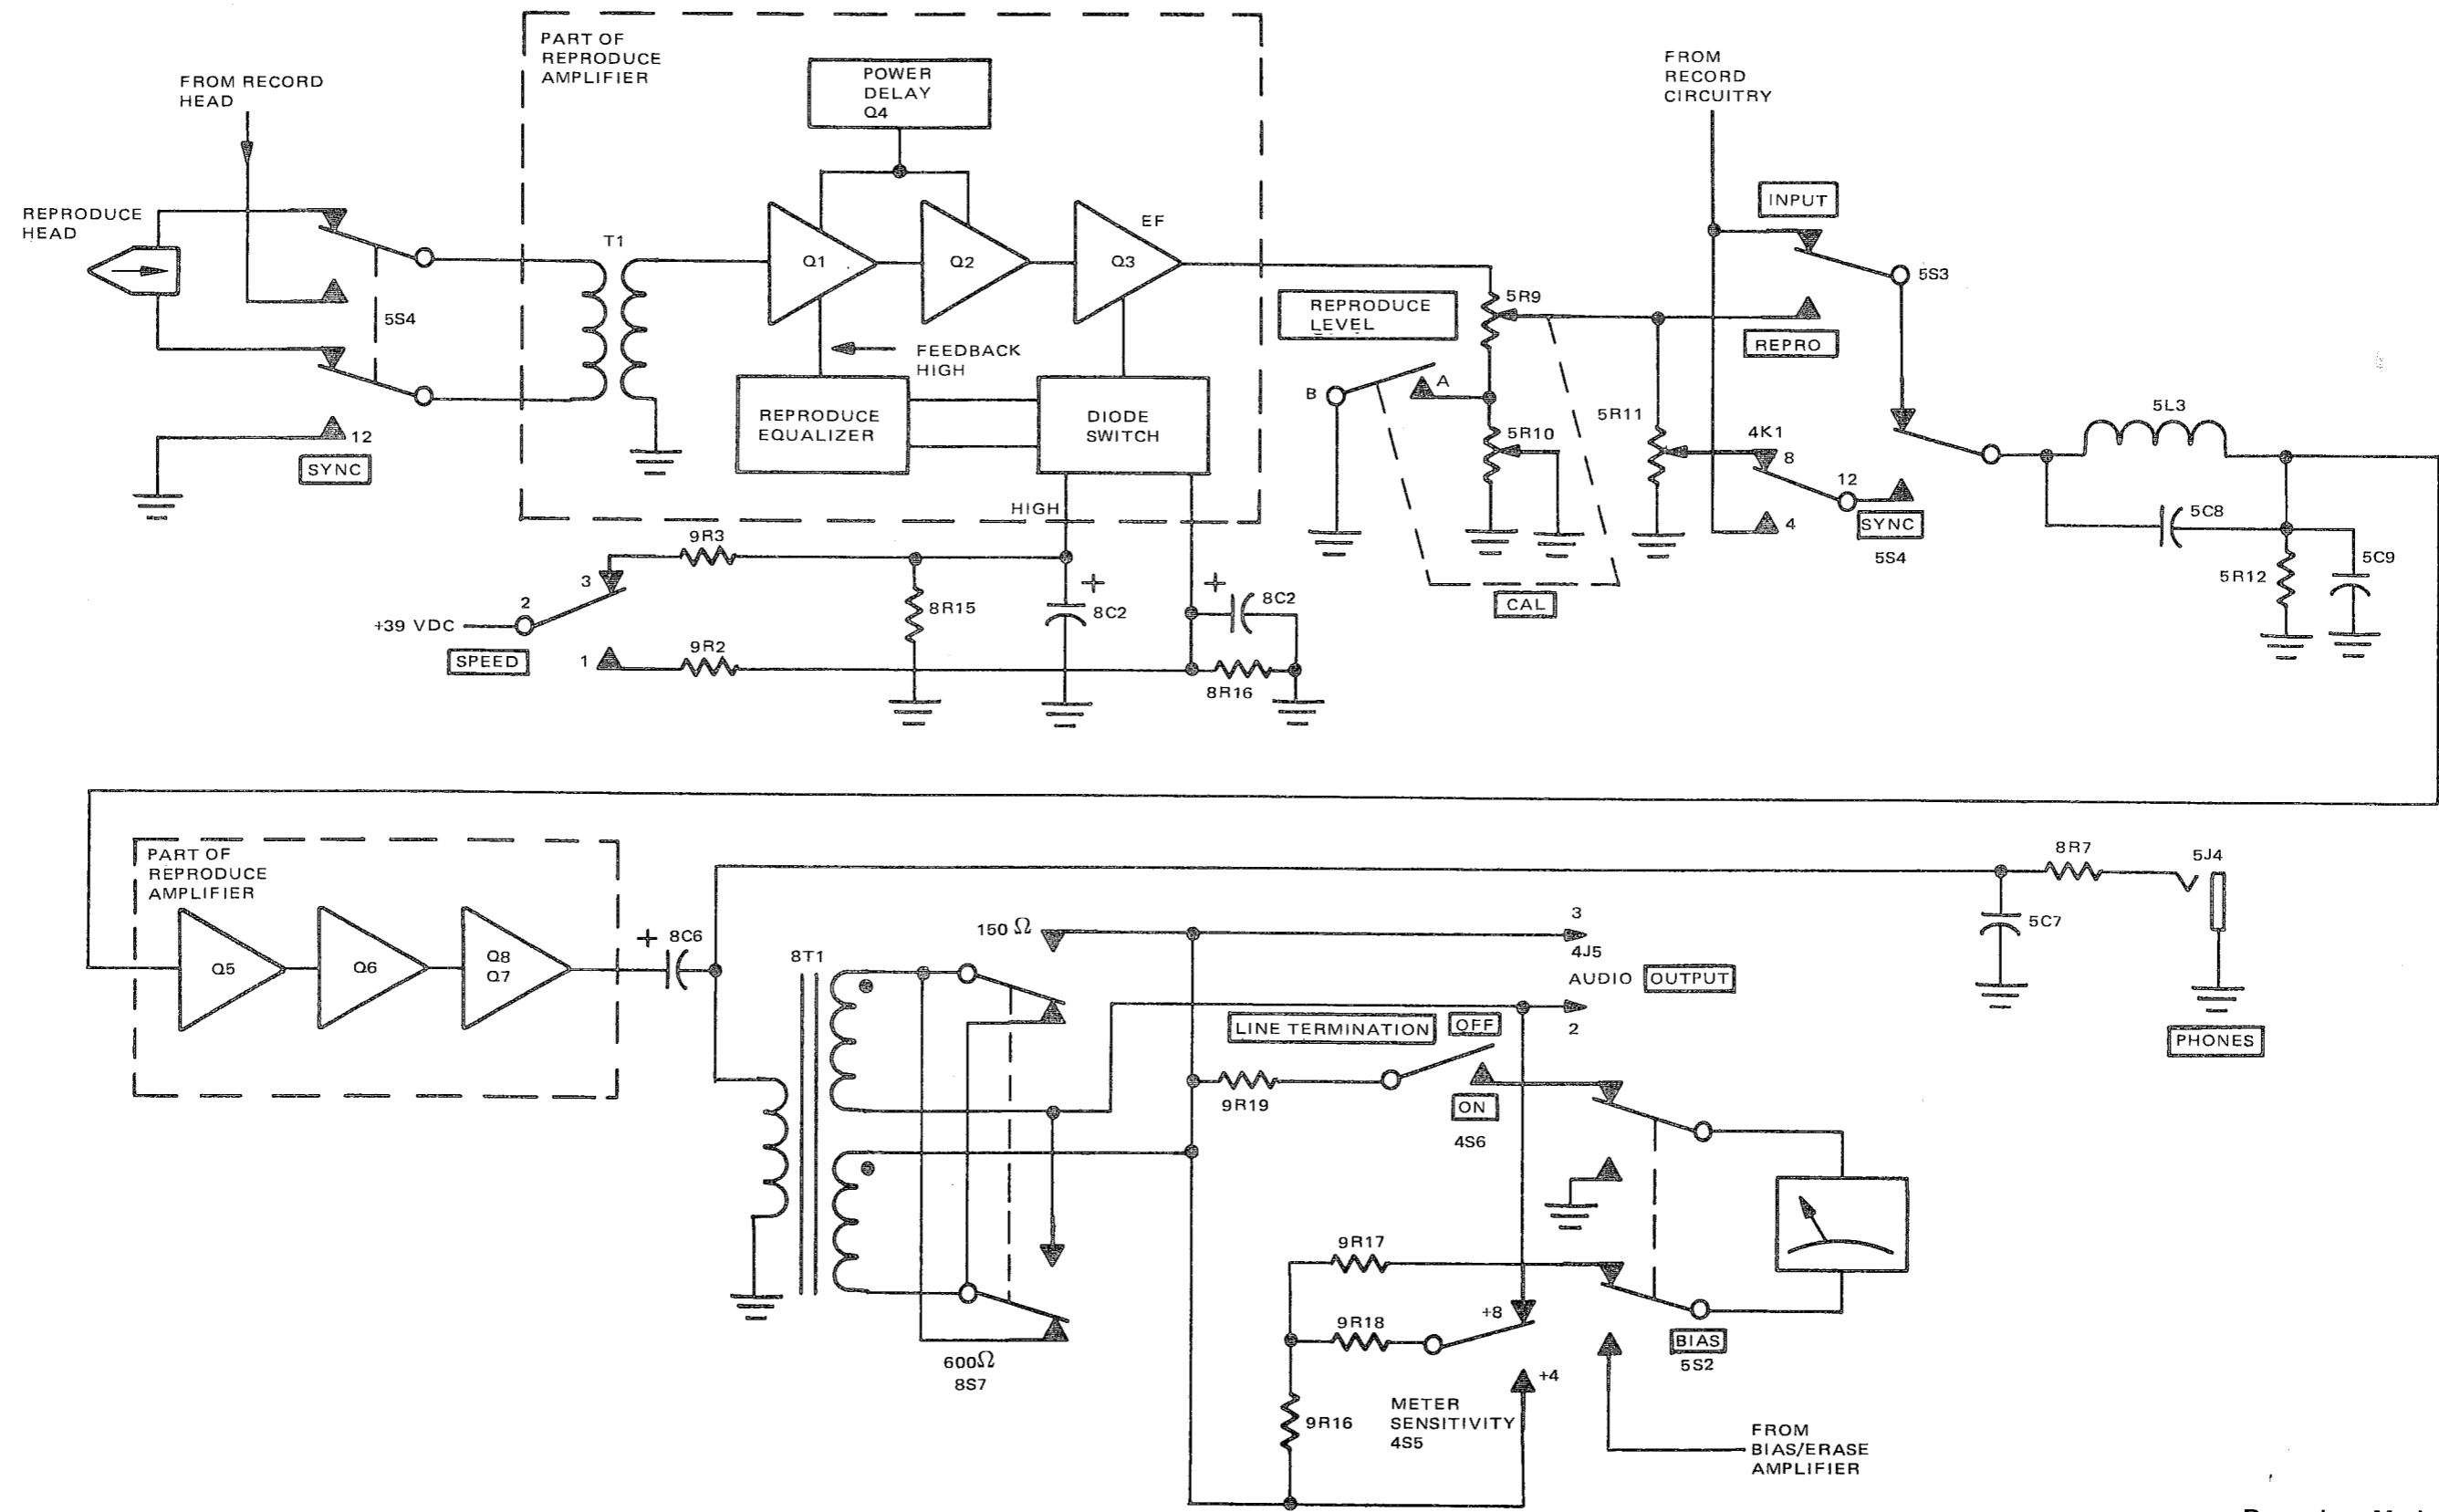 PART OF
REPRODUCE
AMPLIFIER
POWER
DELAY
Q4
FROM RECORD
HEAD
REPRODUCE
HEAD
5S4
12
SYNC
T1
Q1
Q2
Q3
EF
FEEDBACK
HIGH
REPRODUCE
EQUALIZER
DIODE
SWITCH
HIGH
9R3
3
2
+39 VDC
SPEED
1
9R2
8R15
+
8C2
+
8C2
8R16
REPRODUCE
LEVEL
5R9
B
A
5R10
CAL
5R11
FROM
RECORD
CIRCUITRY
INPUT
5S3
REPRO
4K1
8
12
4
SYNC
5S4
5L3
5C8
5R12
5C9
PART OF
REPRODUCE
AMPLIFIER
Q5
Q6
Q8
Q7
+
8C6
8T1
150 Ω
600Ω
8S7
3
4J5
AUDIO OUTPUT
2
LINE TERMINATION
OFF
9R19
ON
4S6
8R7
5J4
5C7
PHONES
9R17
9R18
+8
+4
9R16
METER
SENSITIVITY
4S5
BIAS
5S2
FROM
BIAS/ERASE
AMPLIFIER